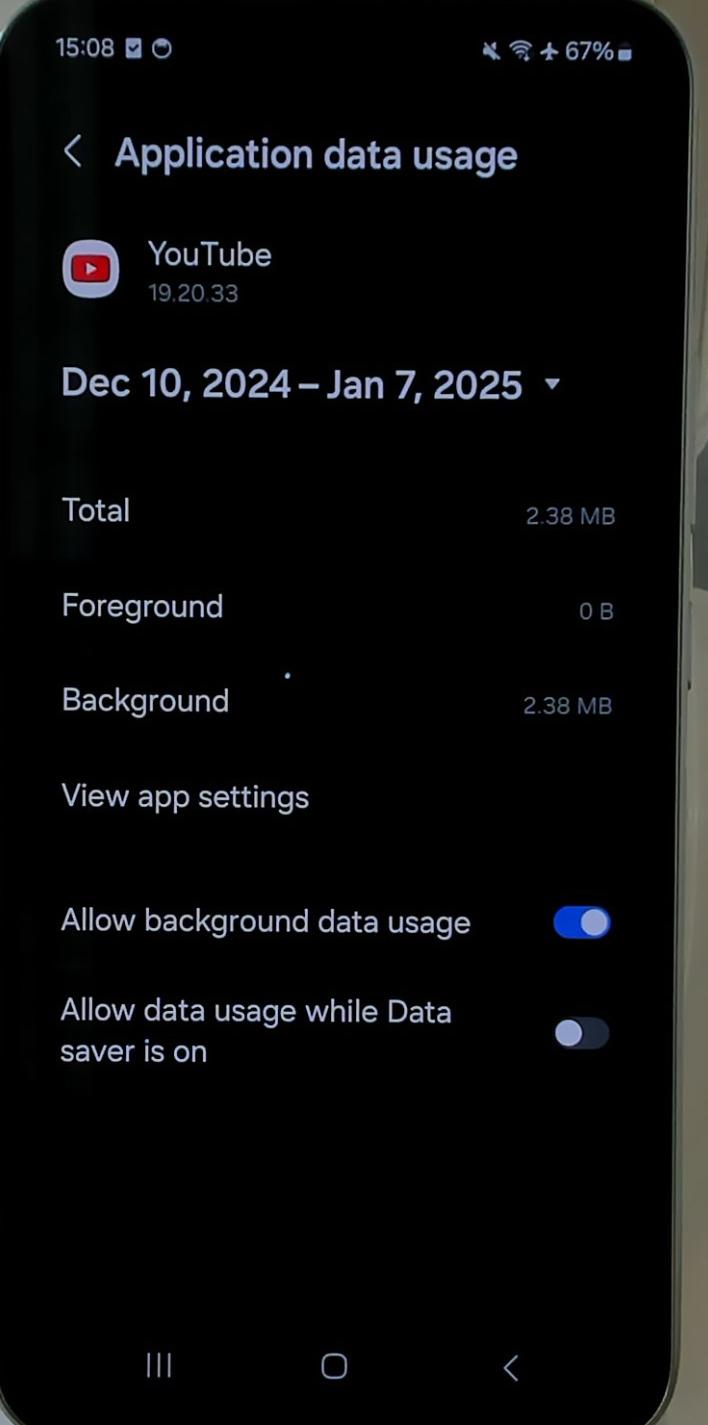 15:08 67%
Application data usage
YouTube
19.20.33
Dec 10, 2024 – Jan 7, 2025
Total 2.38 MB
Foreground 0 B
Background 2.38 MB
View app settings
Allow background data usage
Allow data usage while Data
saver is on